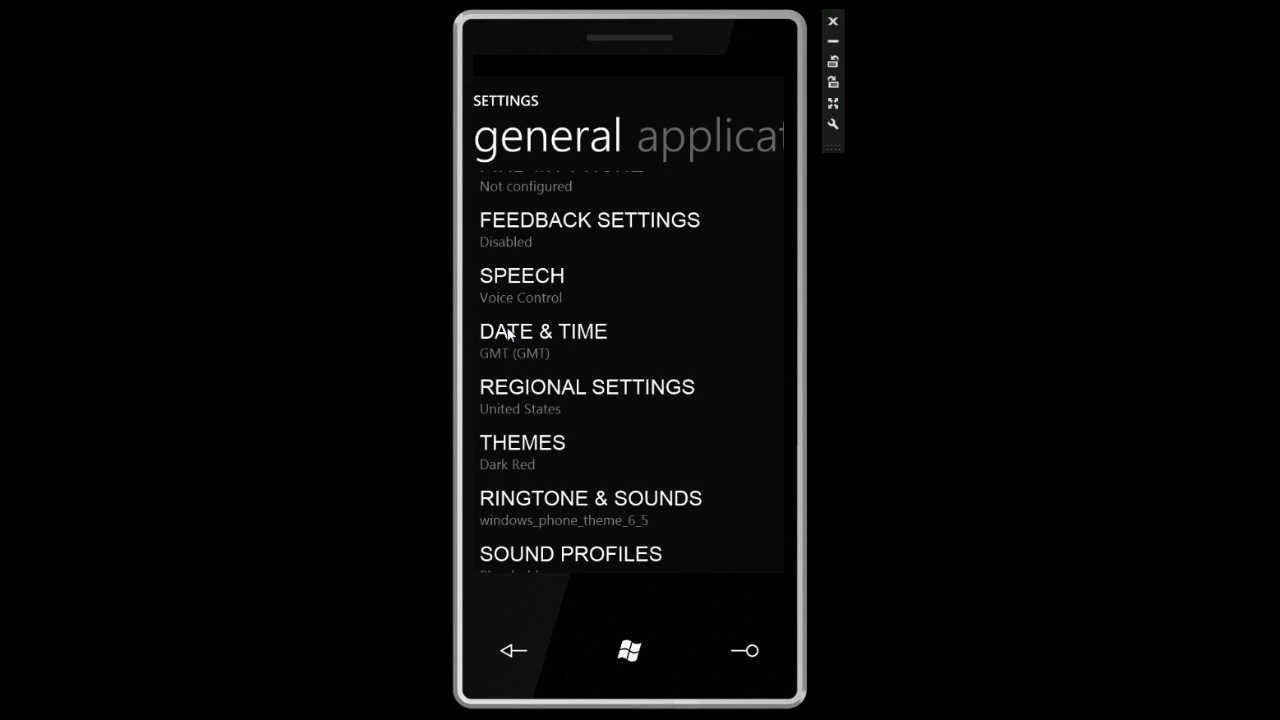 SETTINGS
general applicat
Not configured
FEEDBACK SETTINGS
Disabled
SPEECH
Voice Control
DATE & TIME
GMT (GMT)
REGIONAL SETTINGS
United States
THEMES
Dark Red
RINGTONE & SOUNDS
windows_phone_theme_6_5
SOUND PROFILES